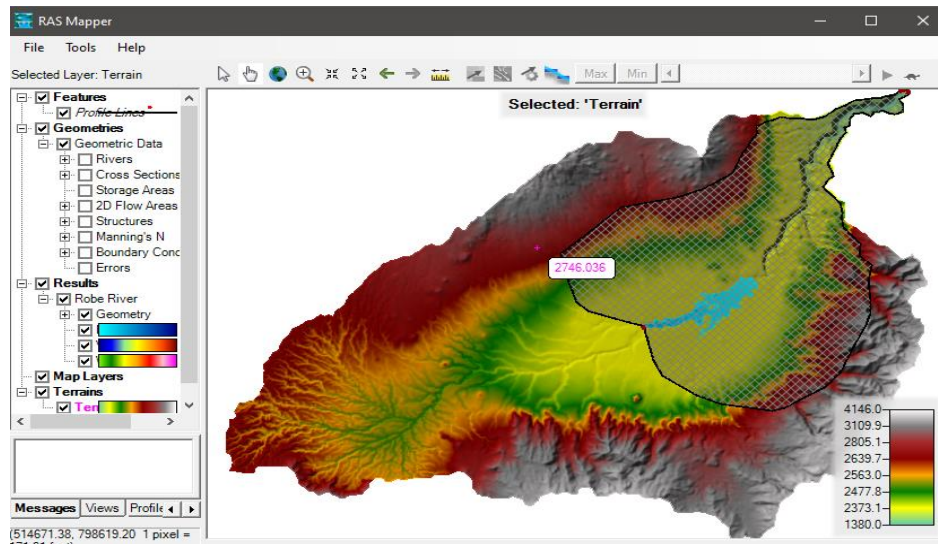 RAS Mapper
File Tools Help
Selected Layer: Terrain
Max Min
Features
Profile Lines
Geometries
Geometric Data
Rivers
Cross Sections
Storage Areas
2D Flow Areas
Structures
Manning's N
Boundary Conc
Errors
Results
Robe River
Geometry
Map Layers
Terrains
Ter
Messages Views Profile
(514671.38, 798619.20 1 pixel =
Selected: 'Terrain'
2746.036
4146.0
3109.9
2805.1
2639.7
2563.0
2477.8
2373.1
1380.0